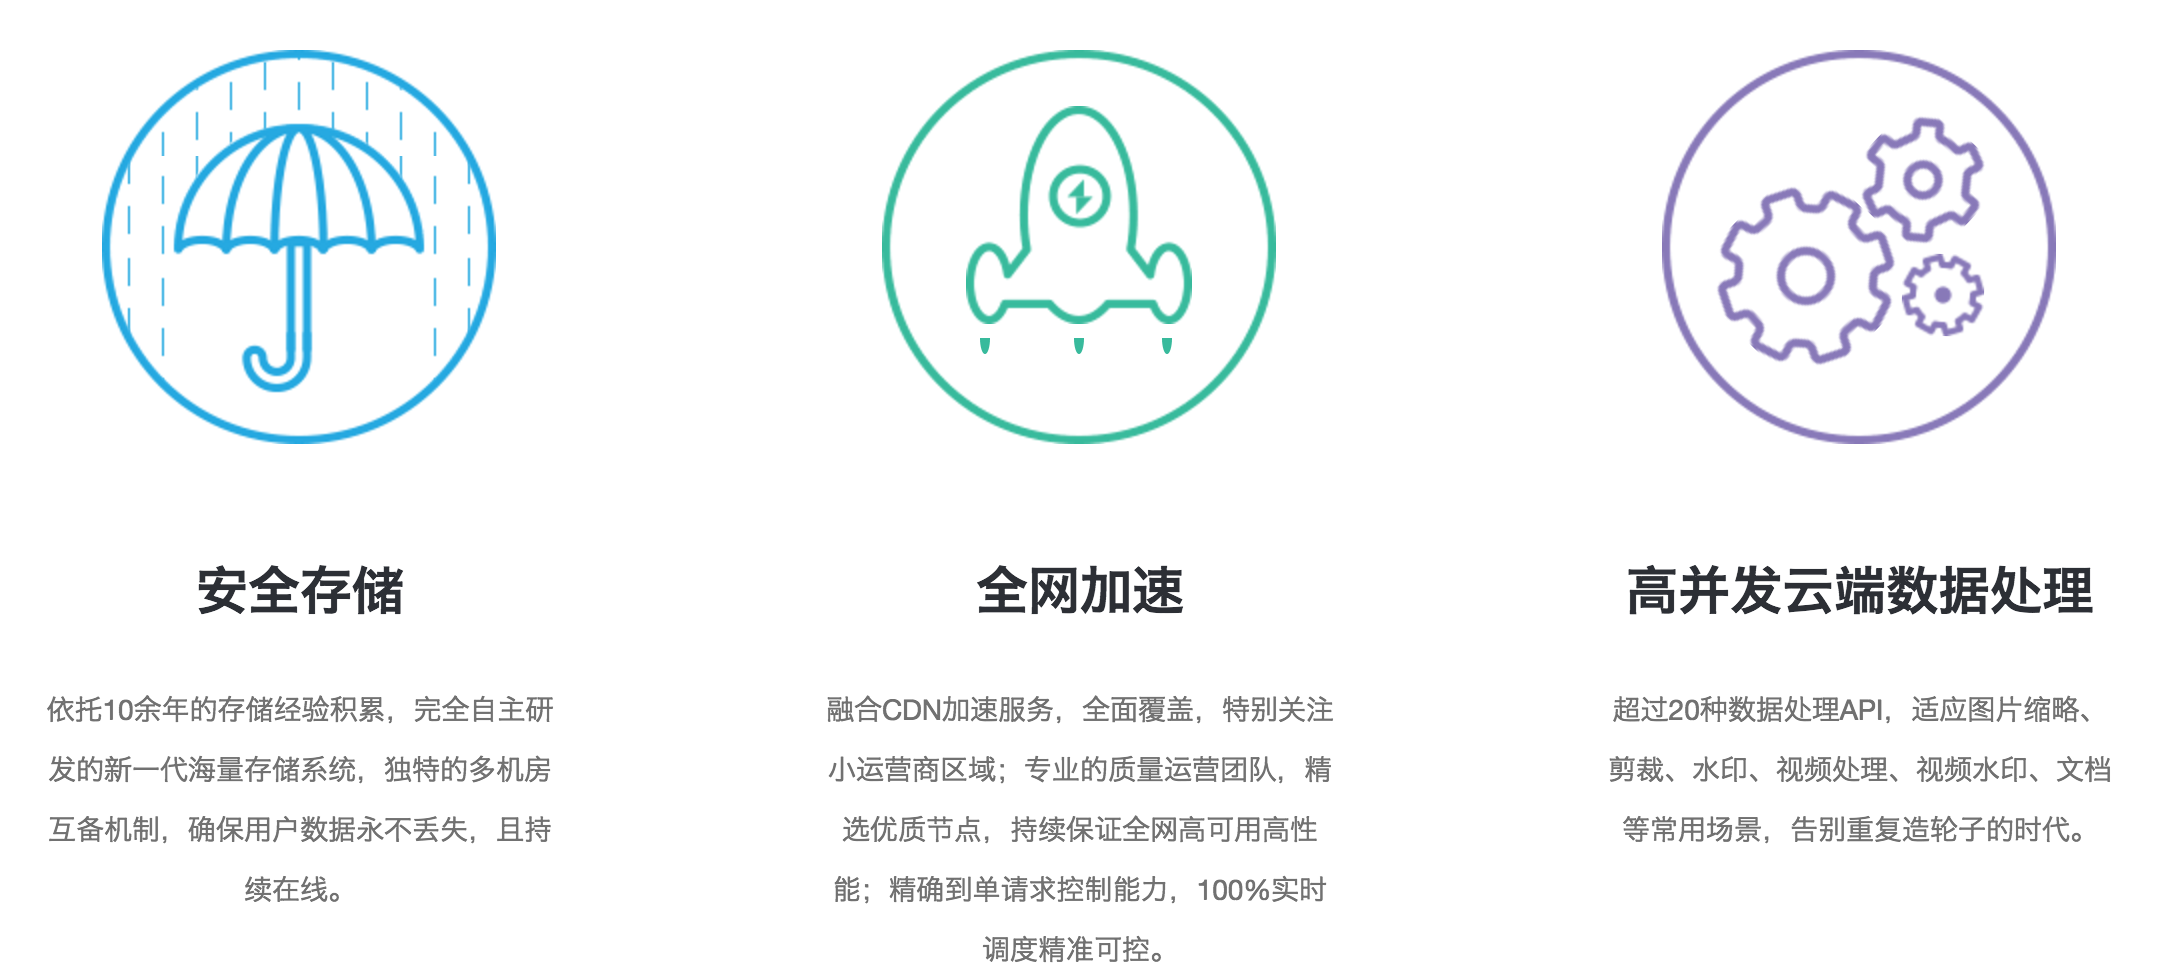 安全存储
依托10余年的存储经验积累，完全自主研
发的新一代海量存储系统，独特的多机房
互备机制，确保用户数据永不丢失，且持
续在线。
全网加速
融合CDN加速服务，全面覆盖，特别关注
小运营商区域；专业的质量运营团队，精
选优质节点，持续保证全网高可用高性
能；精确到单请求控制能力，100%实时
调度精准可控。
高并发云端数据处理
超过20种数据处理API，适应图片缩略、
剪裁、水印、视频处理、视频水印、文档
等常用场景，告别重复造轮子的时代。